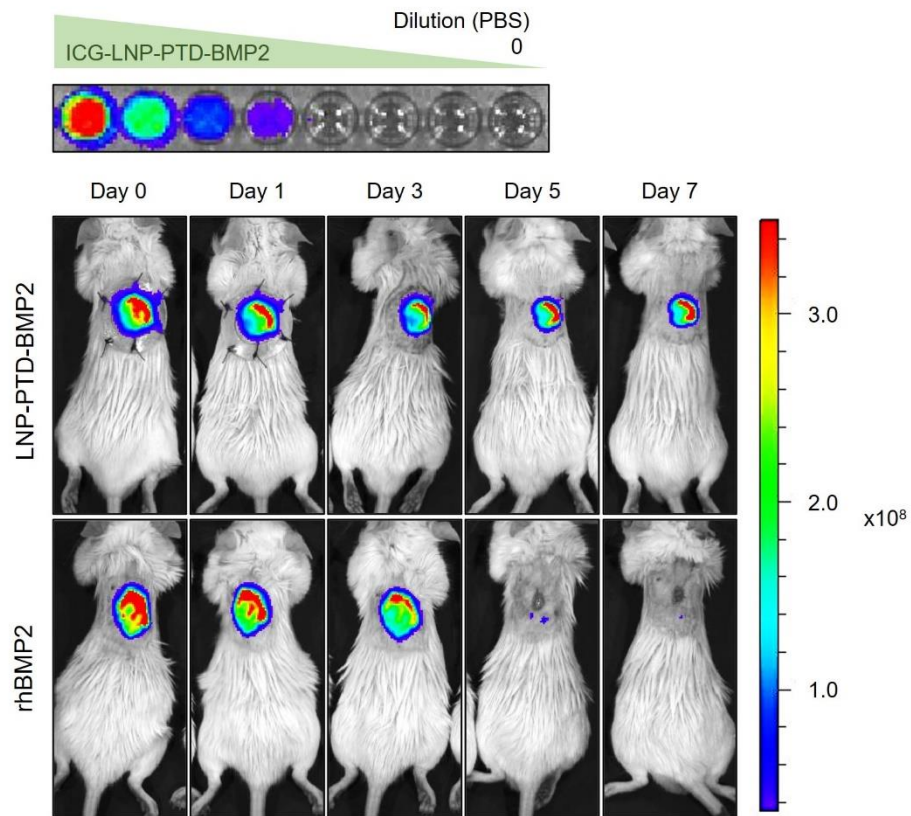 Dilution (PBS)
0
ICG-LNP-PTD-BMP2
Day 0 Day 1 Day 3 Day 5 Day 7
LNP-PTD-BMP2
3.0
2.0
x10⁸
1.0
rhBMP2